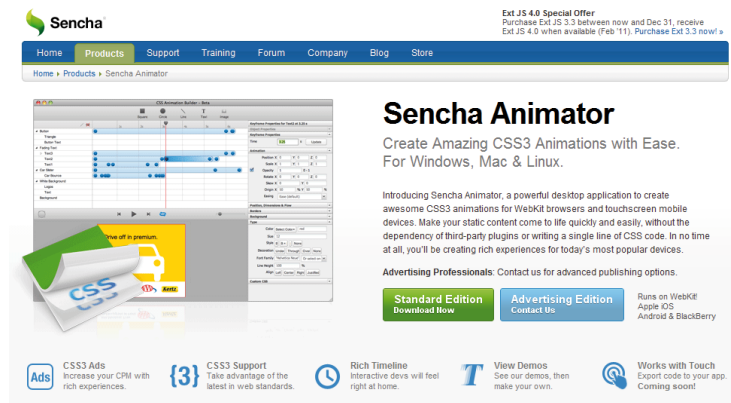 Sencha
Ext JS 4.0 Special Offer
Purchase Ext JS 3.3 between now and Dec 31, receive
Ext JS 4.0 when available (Feb '11). Purchase Ext 3.3 now! »
Home Products Support Training Forum Company Blog Store
Home Products Sencha Animator
CSS3 Animation Builder - Beta
Drive off in premium.
Kertz
CSS
Sencha Animator
Create Amazing CSS3 Animations with Ease.
For Windows, Mac & Linux.
Introducing Sencha Animator, a powerful desktop application to create
awesome CSS3 animations for WebKit browsers and touchscreen mobile
devices. Make your static content come to life quickly and easily, without the
dependency of third-party plugins or writing a single line of CSS code. In no time
at all, you'll be creating rich experiences for today's most popular devices.
Advertising Professionals: Contact us for advanced publishing options.
Standard Edition
Download Now
Advertising Edition
Contact Us
Runs on WebKit!
Apple iOS
Android & BlackBerry
Ads
CSS3 Ads
Increase your CPM with
rich experiences.
{3}
CSS3 Support
Take advantage of the
latest in web standards.
Rich Timeline
Interactive devs will feel
right at home.
T
View Demos
See our demos, then
make your own.
Works with Touch
Export code to your app.
Coming soon!